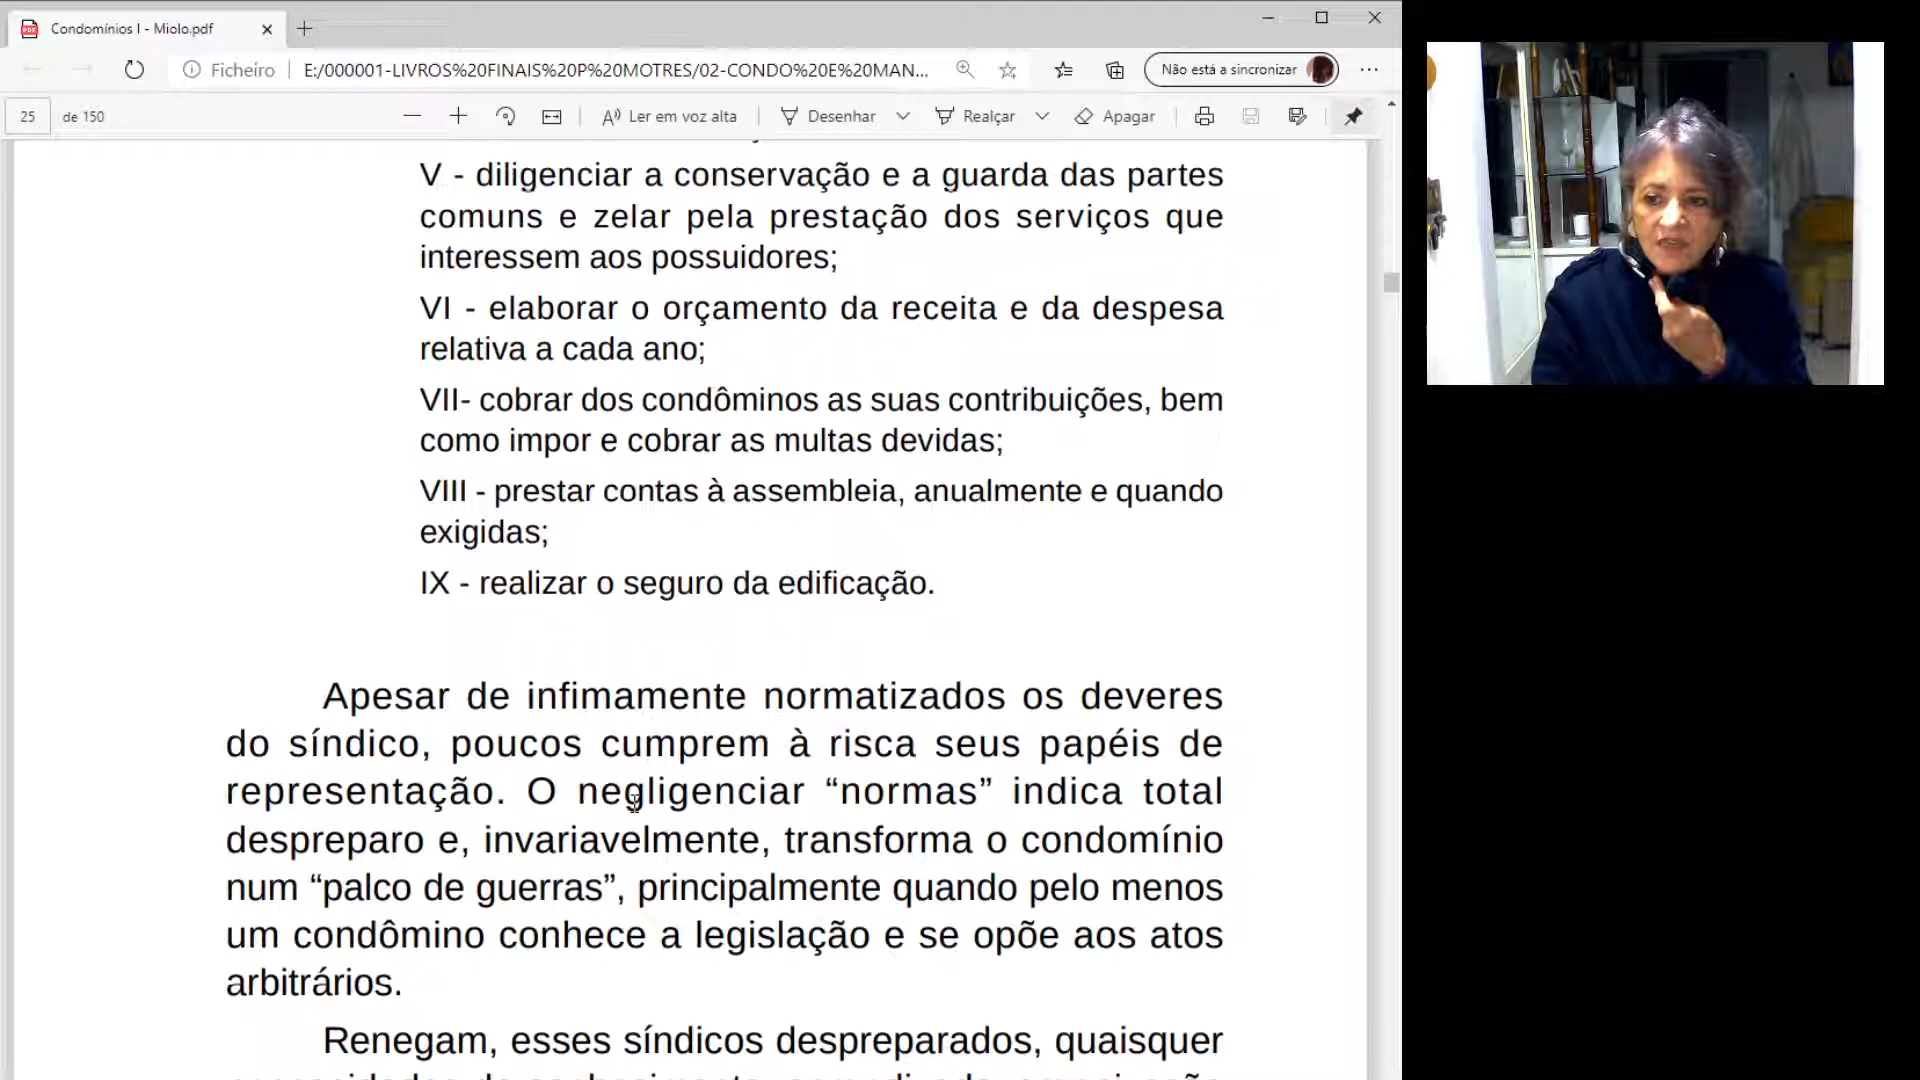 Condomínios I - Miolo.pdf
Ficheiro
E:/000001-LIVROS%20FINAIS%20P%20MOTRES/02-CONDO%20E%20MAN...
Não está a sincronizar
25 de 150
Ler em voz alta
Desenhar
Realçar
Apagar
V - diligenciar a conservação e a guarda das partes
comuns e zelar pela prestação dos serviços que
interessem aos possuidores;
VI - elaborar o orçamento da receita e da despesa
relativa a cada ano;
VII- cobrar dos condôminos as suas contribuições, bem
como impor e cobrar as multas devidas;
VIII - prestar contas à assembleia, anualmente e quando
exigidas;
IX - realizar o seguro da edificação.
Apesar de infimamente normatizados os deveres
do síndico, poucos cumprem à risca seus papéis de
representação. O negligenciar “normas” indica total
despreparo e, invariavelmente, transforma o condomínio
num “palco de guerras”, principalmente quando pelo menos
um condômino conhece a legislação e se opõe aos atos
arbitrários.
Renegam, esses síndicos despreparados, quaisquer